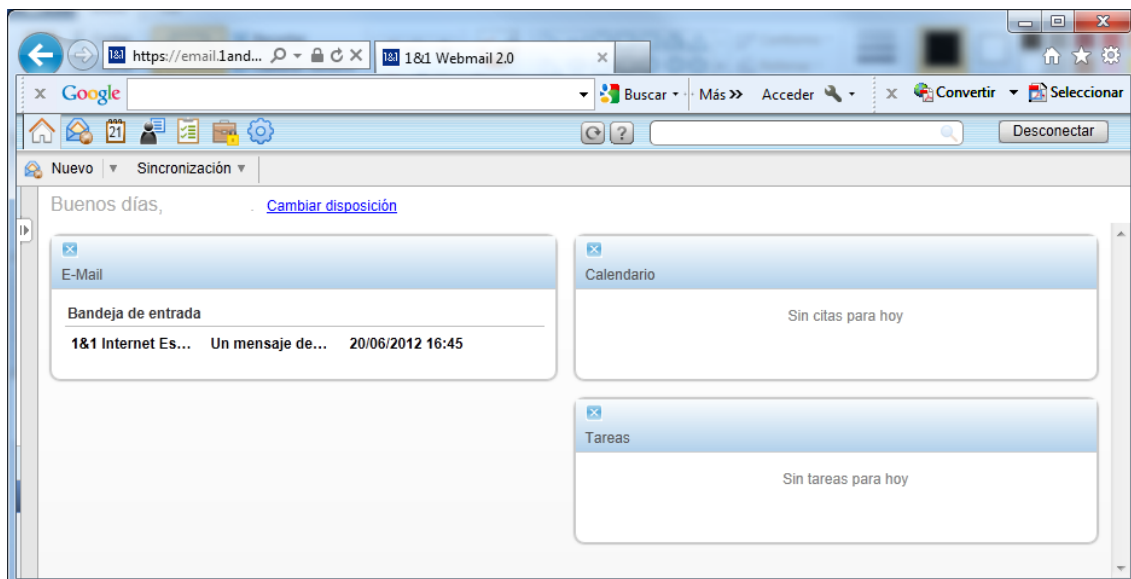 https://email.1and... 1&1 Webmail 2.0
Google Buscar Más >> Acceder Convertir Seleccionar
21 ? Desconectar
Nuevo Sincronización
Buenos días, . Cambiar disposición
E-Mail
Bandeja de entrada
1&1 Internet Es... Un mensaje de... 20/06/2012 16:45
Calendario
Sin citas para hoy
Tareas
Sin tareas para hoy